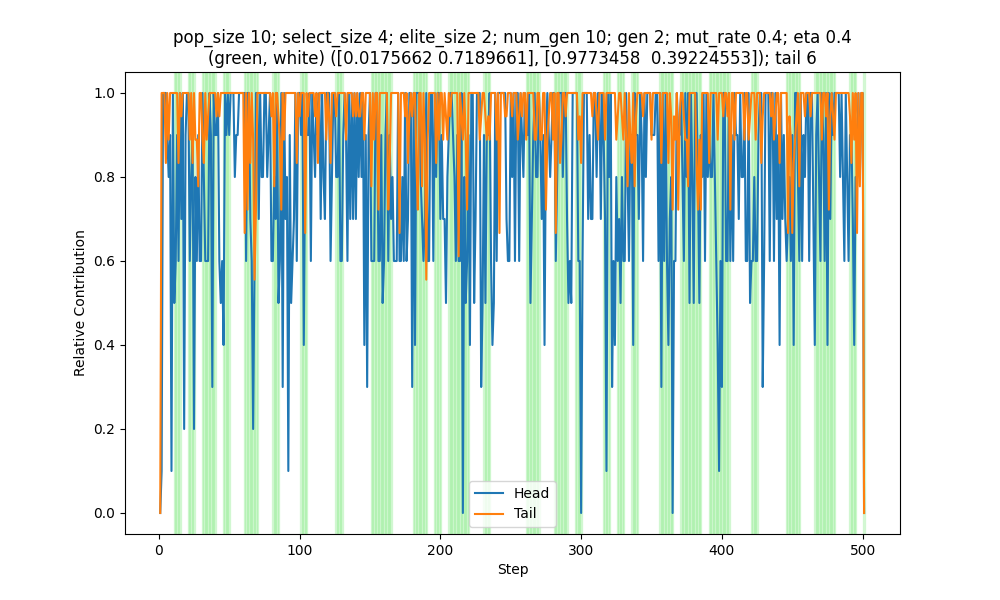 pop_size 10; select_size 4; elite_size 2; num_gen 10; gen 2; mut_rate 0.4; eta 0.4
(green, white) ([0.0175662 0.7189661], [0.9773458  0.39224553]); tail 6
1.0
0.8
0.6
0.4
0.2
0.0
Relative Contribution
Head
Tail
0 100 200 300 400 500
Step